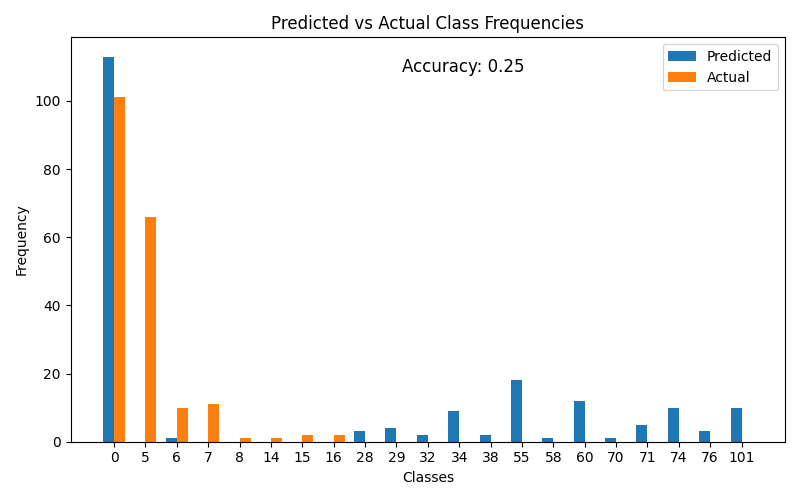 Predicted vs Actual Class Frequencies
Accuracy: 0.25
Predicted
Actual
Frequency
100
80
60
40
20
0
0 5 6 7 8 14 15 16 28 29 32 34 38 55 58 60 70 71 74 76 101
Classes